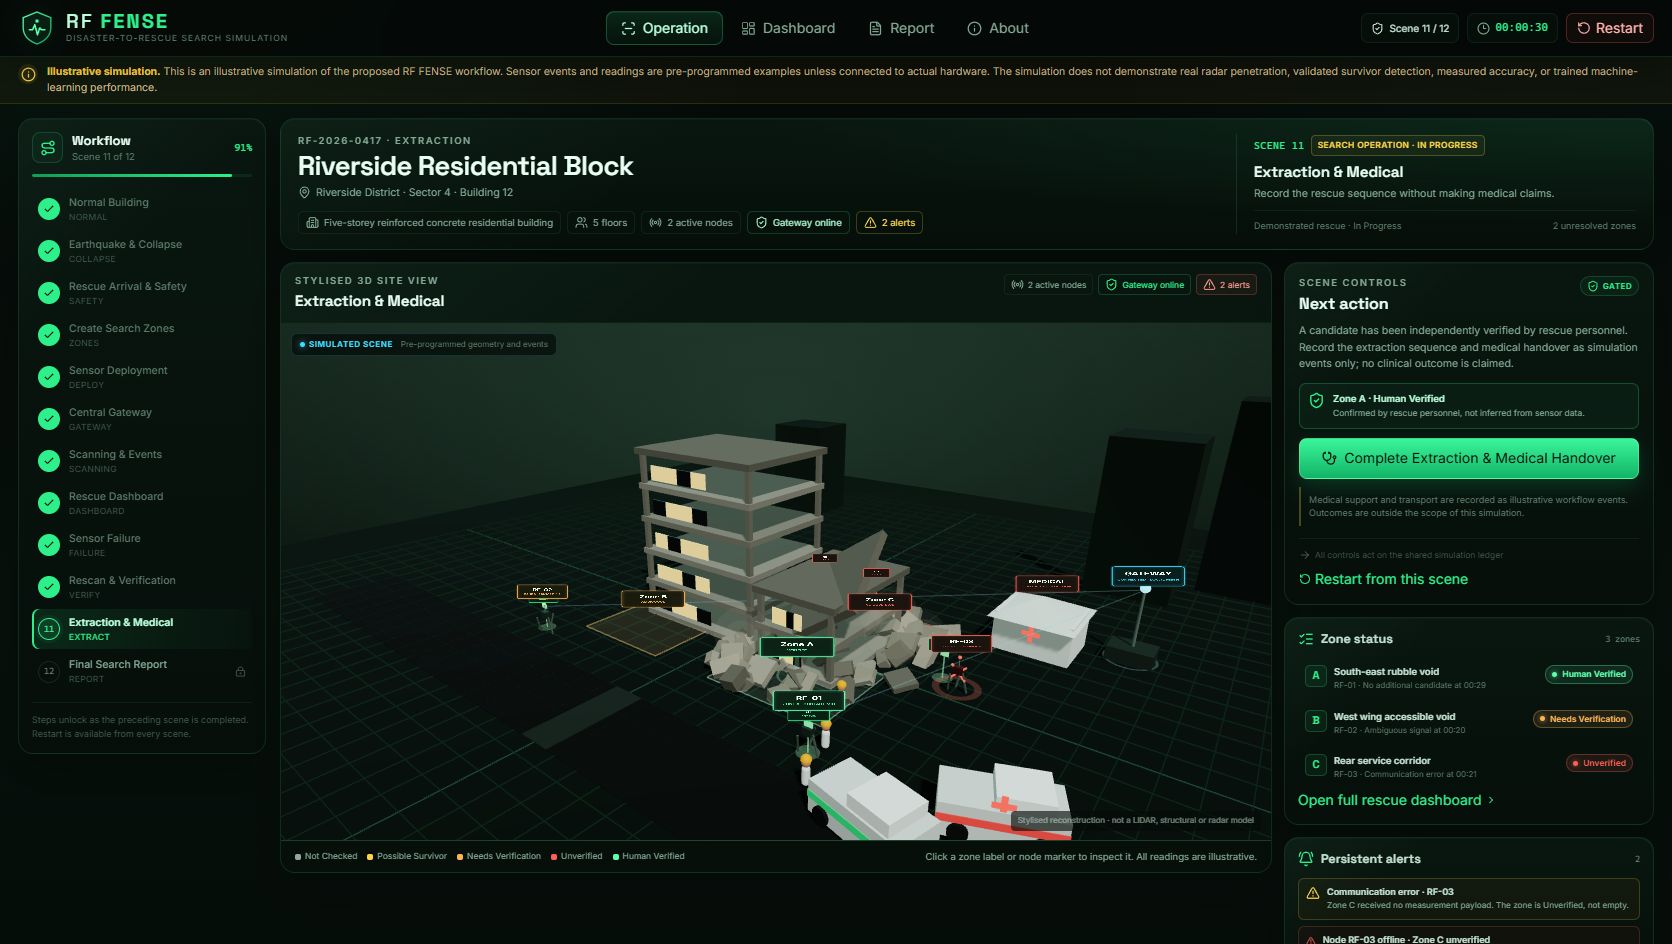 RF FENSE
DISASTER-TO-RESCUE SEARCH SIMULATION
Operation
Dashboard
Report
About
Scene 11 / 12
00:00:30
Restart
Illustrative simulation. This is an illustrative simulation of the proposed RF FENSE workflow. Sensor events and readings are pre-programmed examples unless connected to actual hardware. The simulation does not demonstrate real radar penetration, validated survivor detection, measured accuracy, or trained machine-
learning performance.
Workflow
Scene 11 of 12
91%
Normal Building
NORMAL
Earthquake & Collapse
COLLAPSE
Rescue Arrival & Safety
SAFETY
Create Search Zones
ZONES
Sensor Deployment
DEPLOY
Central Gateway
GATEWAY
Scanning & Events
SCANNING
Rescue Dashboard
DASHBOARD
Sensor Failure
FAILURE
Rescan & Verification
VERIFY
11
Extraction & Medical
EXTRACT
12
Final Search Report
REPORT
Steps unlock as the preceding scene is completed.
Restart is available from every scene.
RF-2026-0417 · EXTRACTION
Riverside Residential Block
Riverside District · Sector 4 · Building 12
Five-storey reinforced concrete residential building
5 floors
2 active nodes
Gateway online
2 alerts
SCENE 11
SEARCH OPERATION · IN PROGRESS
Extraction & Medical
Record the rescue sequence without making medical claims.
Demonstrated rescue · In Progress
2 unresolved zones
STYLISED 3D SITE VIEW
Extraction & Medical
2 active nodes
Gateway online
2 alerts
SIMULATED SCENE
Pre-programmed geometry and events
RF-02
Zone B
Zone C
MEDICAL
GATEWAY
Zone A
RF-03
RF-01
Stylised reconstruction · not a LIDAR, structural or radar model
Not Checked
Possible Survivor
Needs Verification
Unverified
Human Verified
Click a zone label or node marker to inspect it. All readings are illustrative.
SCENE CONTROLS
GATED
Next action
A candidate has been independently verified by rescue personnel.
Record the extraction sequence and medical handover as simulation
events only; no clinical outcome is claimed.
Zone A · Human Verified
Confirmed by rescue personnel, not inferred from sensor data.
Complete Extraction & Medical Handover
Medical support and transport are recorded as illustrative workflow events.
Outcomes are outside the scope of this simulation.
All controls act on the shared simulation ledger
Restart from this scene
Zone status
3 zones
A
South-east rubble void
RF-01 · No additional candidate at 00:29
Human Verified
B
West wing accessible void
RF-02 · Ambiguous signal at 00:20
Needs Verification
C
Rear service corridor
RF-03 · Communication error at 00:21
Unverified
Open full rescue dashboard
Persistent alerts
2
Communication error · RF-03
Zone C received no measurement payload. The zone is Unverified, not empty.
Node RF-03 offline · Zone C unverified